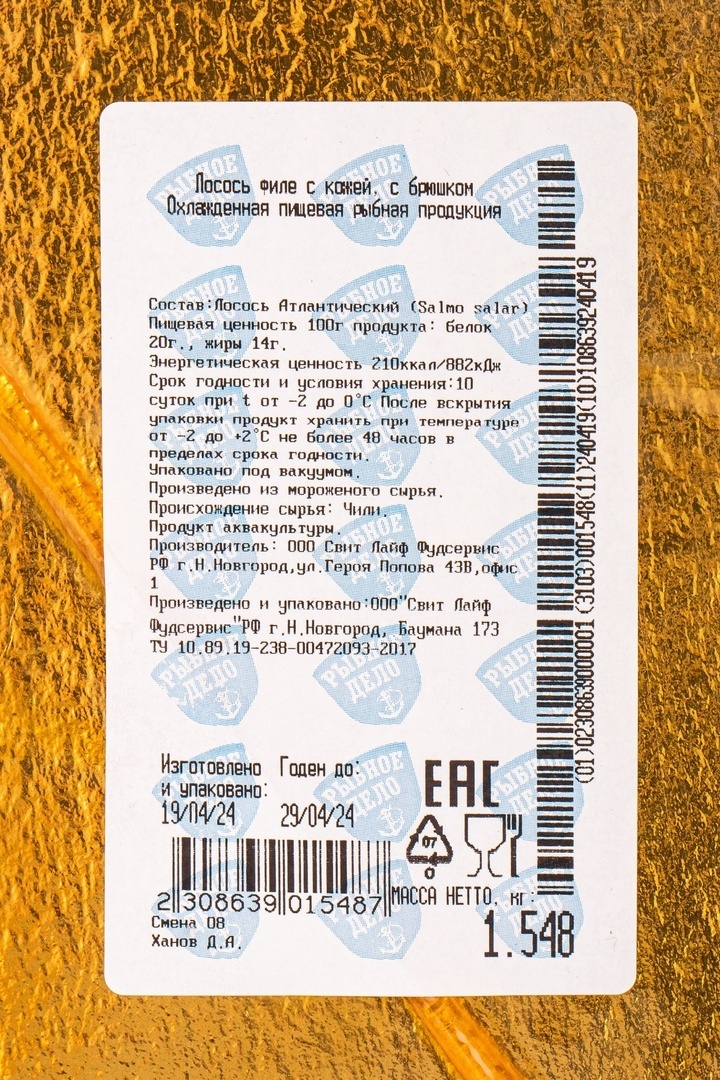 Лосось филе с кожей, с брюшком
Охлажденная пищевая рыбная продукция
Состав:Лосось Атлантический (Salmo salar)
Пищевая ценность 100г продукта: белок
20г., жиры 14г.
Энергетическая ценность 210ккал/882кДж
Срок годности и условия хранения:10
суток при t от -2 до 0°С После вскрытия
упаковки продукт хранить при температуре
от -2 до +2°С не более 48 часов в
пределах срока годности.
Упаковано под вакуумом.
Произведено из мороженого сырья.
Происхождение сырья: Чили.
Продукт аквакультуры.
Производитель: ООО Свит Лайф Фудсервис
РФ г.Н.Новгород,ул.Героя Попова 43В,офис
1
Произведено и упаковано:ООО"Свит Лайф
Фудсервис"РФ г.Н.Новгород, Баумана 173
ТУ 10.89.19-238-00472093-2017
Изготовлено
и упаковано:
19/04/24
Годен до:
29/04/24
EAC
07
2 308639 015487
МАССА НЕТТО, кг:
1.548
Смена 08
Ханов Д.А.
(01)02308639000001 (3103)001548(11)240419(10)108639240419
РЫБНОЕ
ДЕЛО